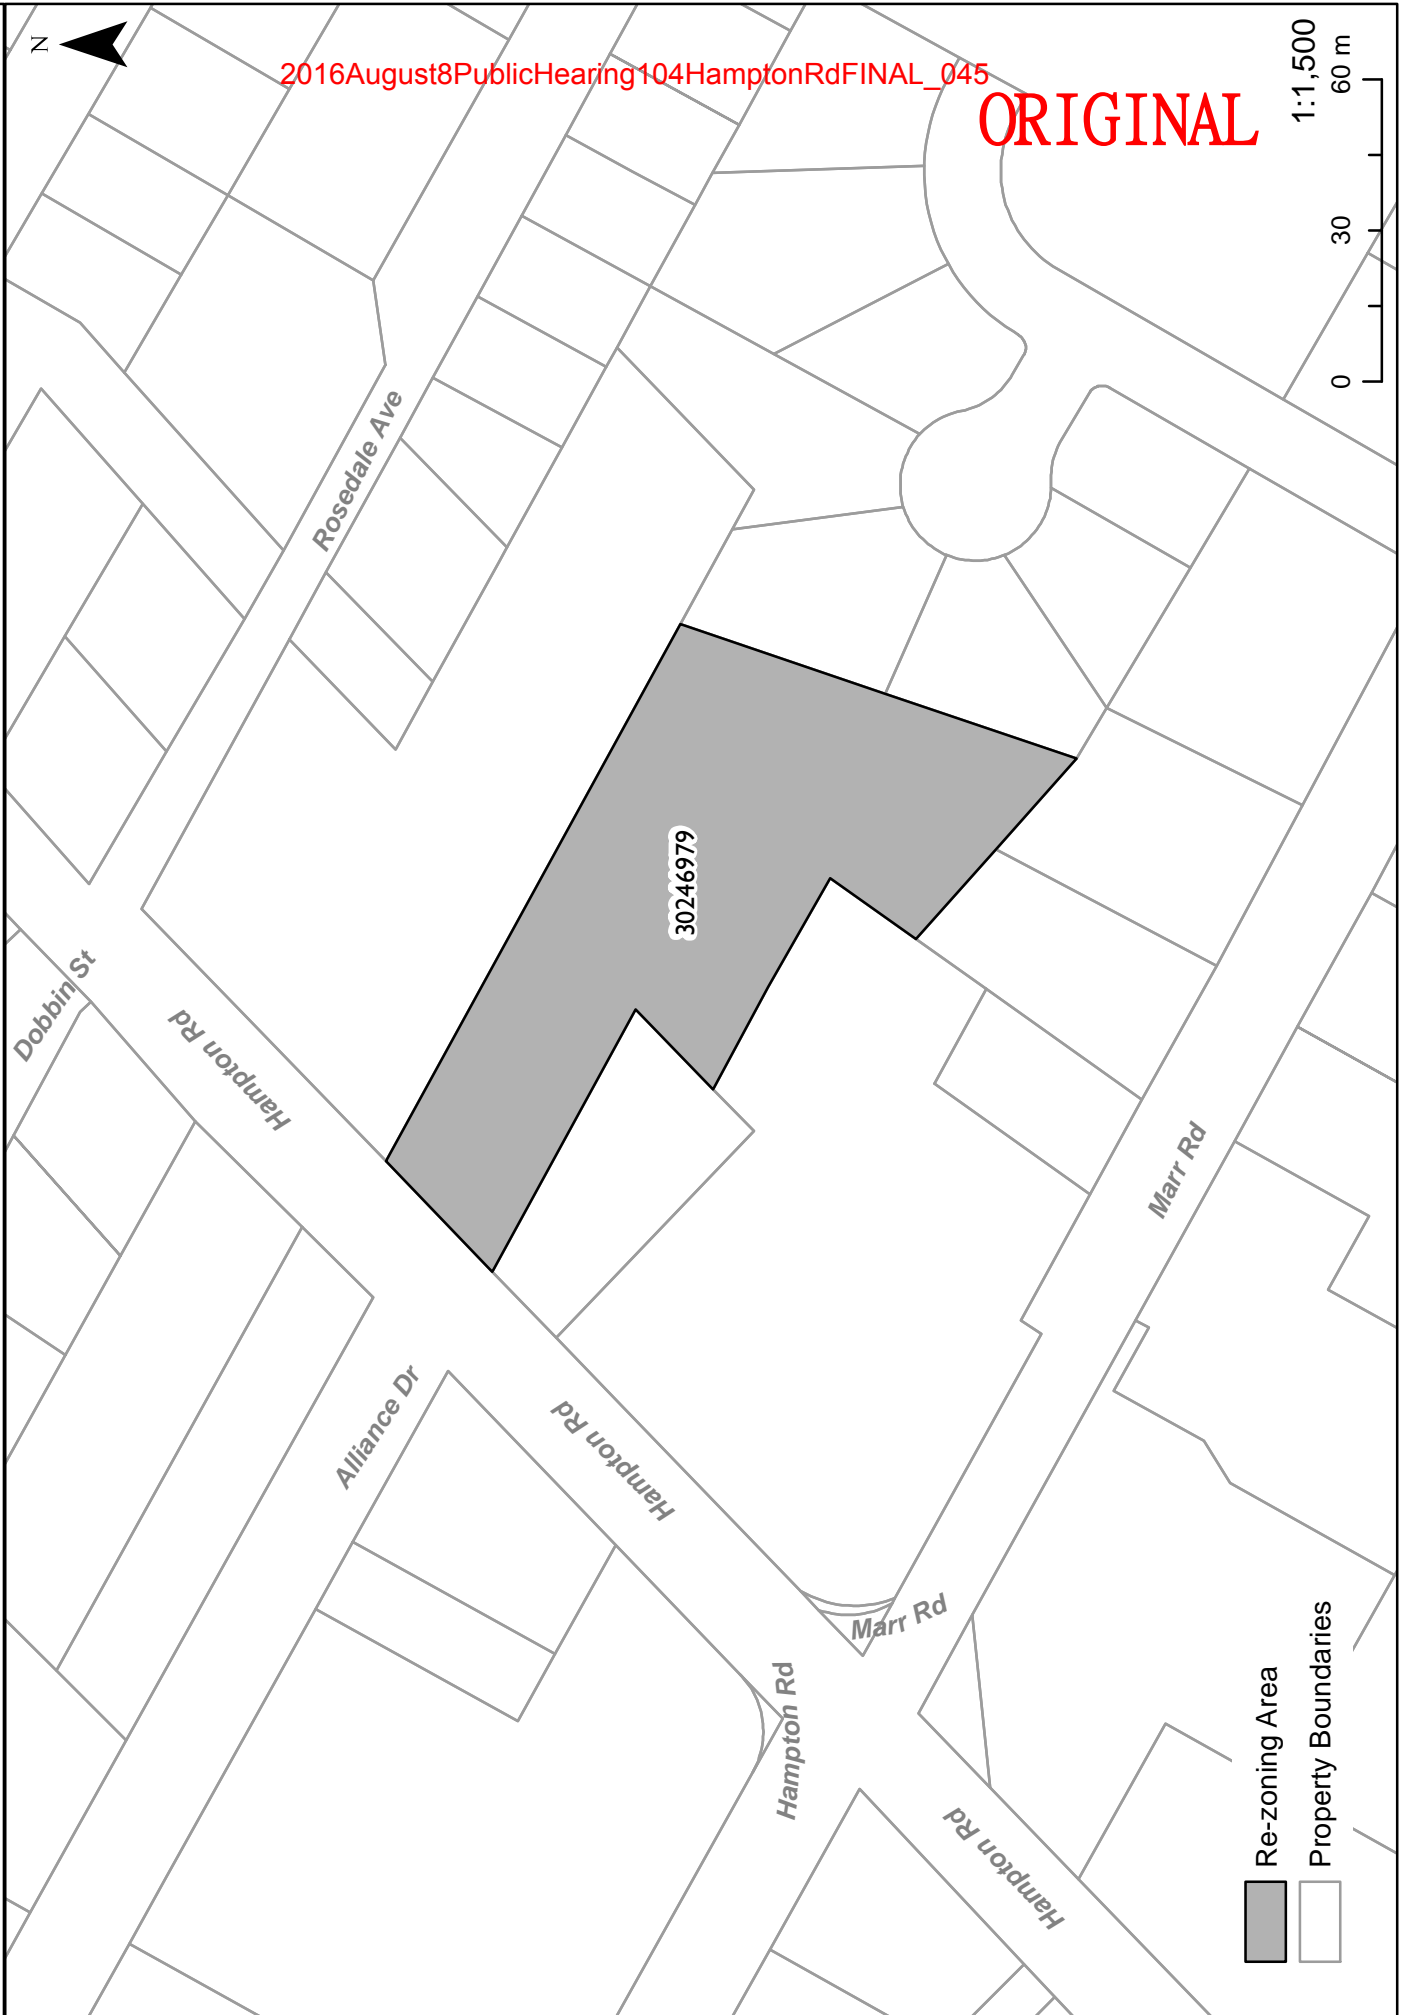 N
2016August8PublicHearing104HamptonRdFINAL_045
ORIGINAL
1:1,500
0 30 60 m
Rosedale Ave
30246979
Dobbin St
Hampton Rd
Marr Rd
Alliance Dr
Hampton Rd
Marr Rd
Hampton Rd
Hampton Rd
Re-zoning Area
Property Boundaries